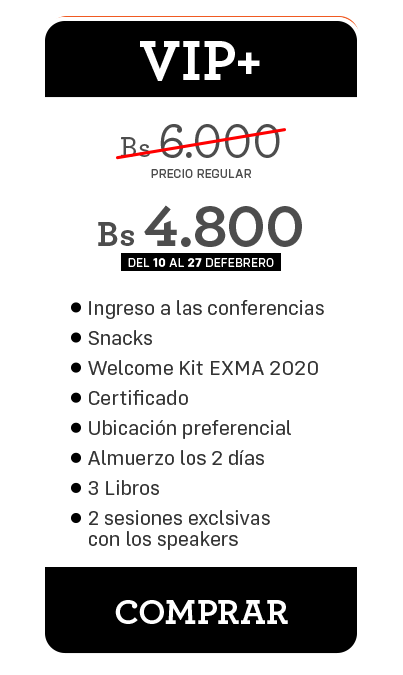 VIP+
Bs 6.000
PRECIO REGULAR
Bs 4.800
DEL 10 AL 27 DEFEBRERO
Ingreso a las conferencias
Snacks
Welcome Kit EXMA 2020
Certificado
Ubicación preferencial
Almuerzo los 2 días
3 Libros
2 sesiones exclsivas
con los speakers
COMPRAR